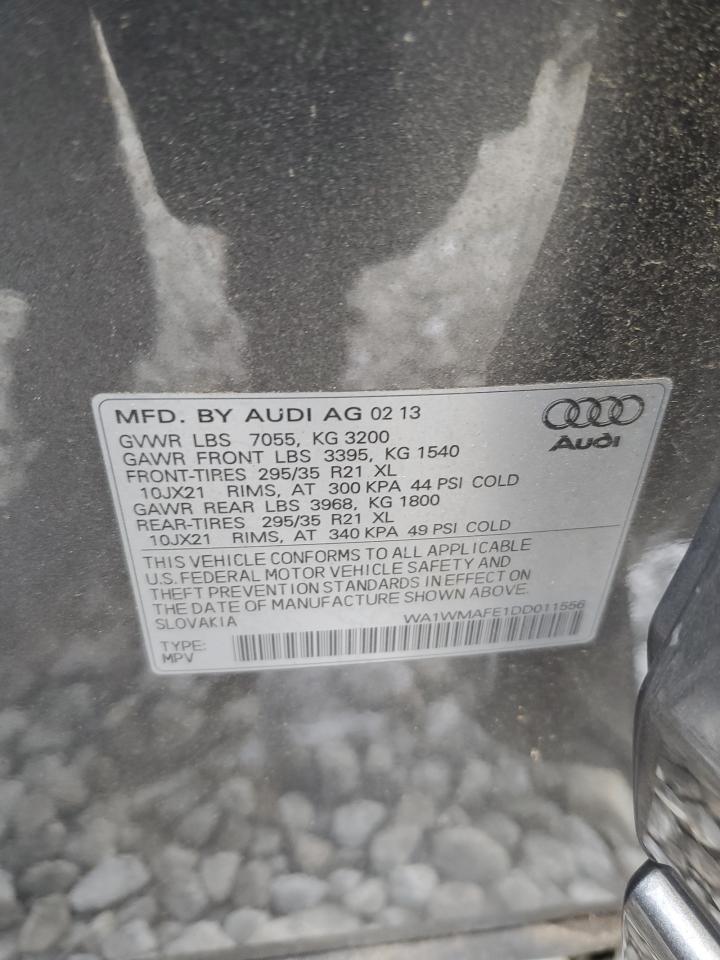 MFD. BY AUDI AG 02 13
Audi
GVWR LBS 7055, KG 3200
GAWR FRONT LBS 3395, KG 1540
FRONT-TIRES 295/35 R21 XL
10JX21 RIMS, AT 300 KPA 44 PSI COLD
GAWR REAR LBS 3968, KG 1800
REAR-TIRES 295/35 R21 XL
10JX21 RIMS, AT 340 KPA 49 PSI COLD
THIS VEHICLE CONFORMS TO ALL APPLICABLE
U.S. FEDERAL MOTOR VEHICLE SAFETY AND
THEFT PREVENTION STANDARDS IN EFFECT ON
THE DATE OF MANUFACTURE SHOWN ABOVE.
SLOVAKIA WA1WMAFE1DD011556
TYPE:
MPV